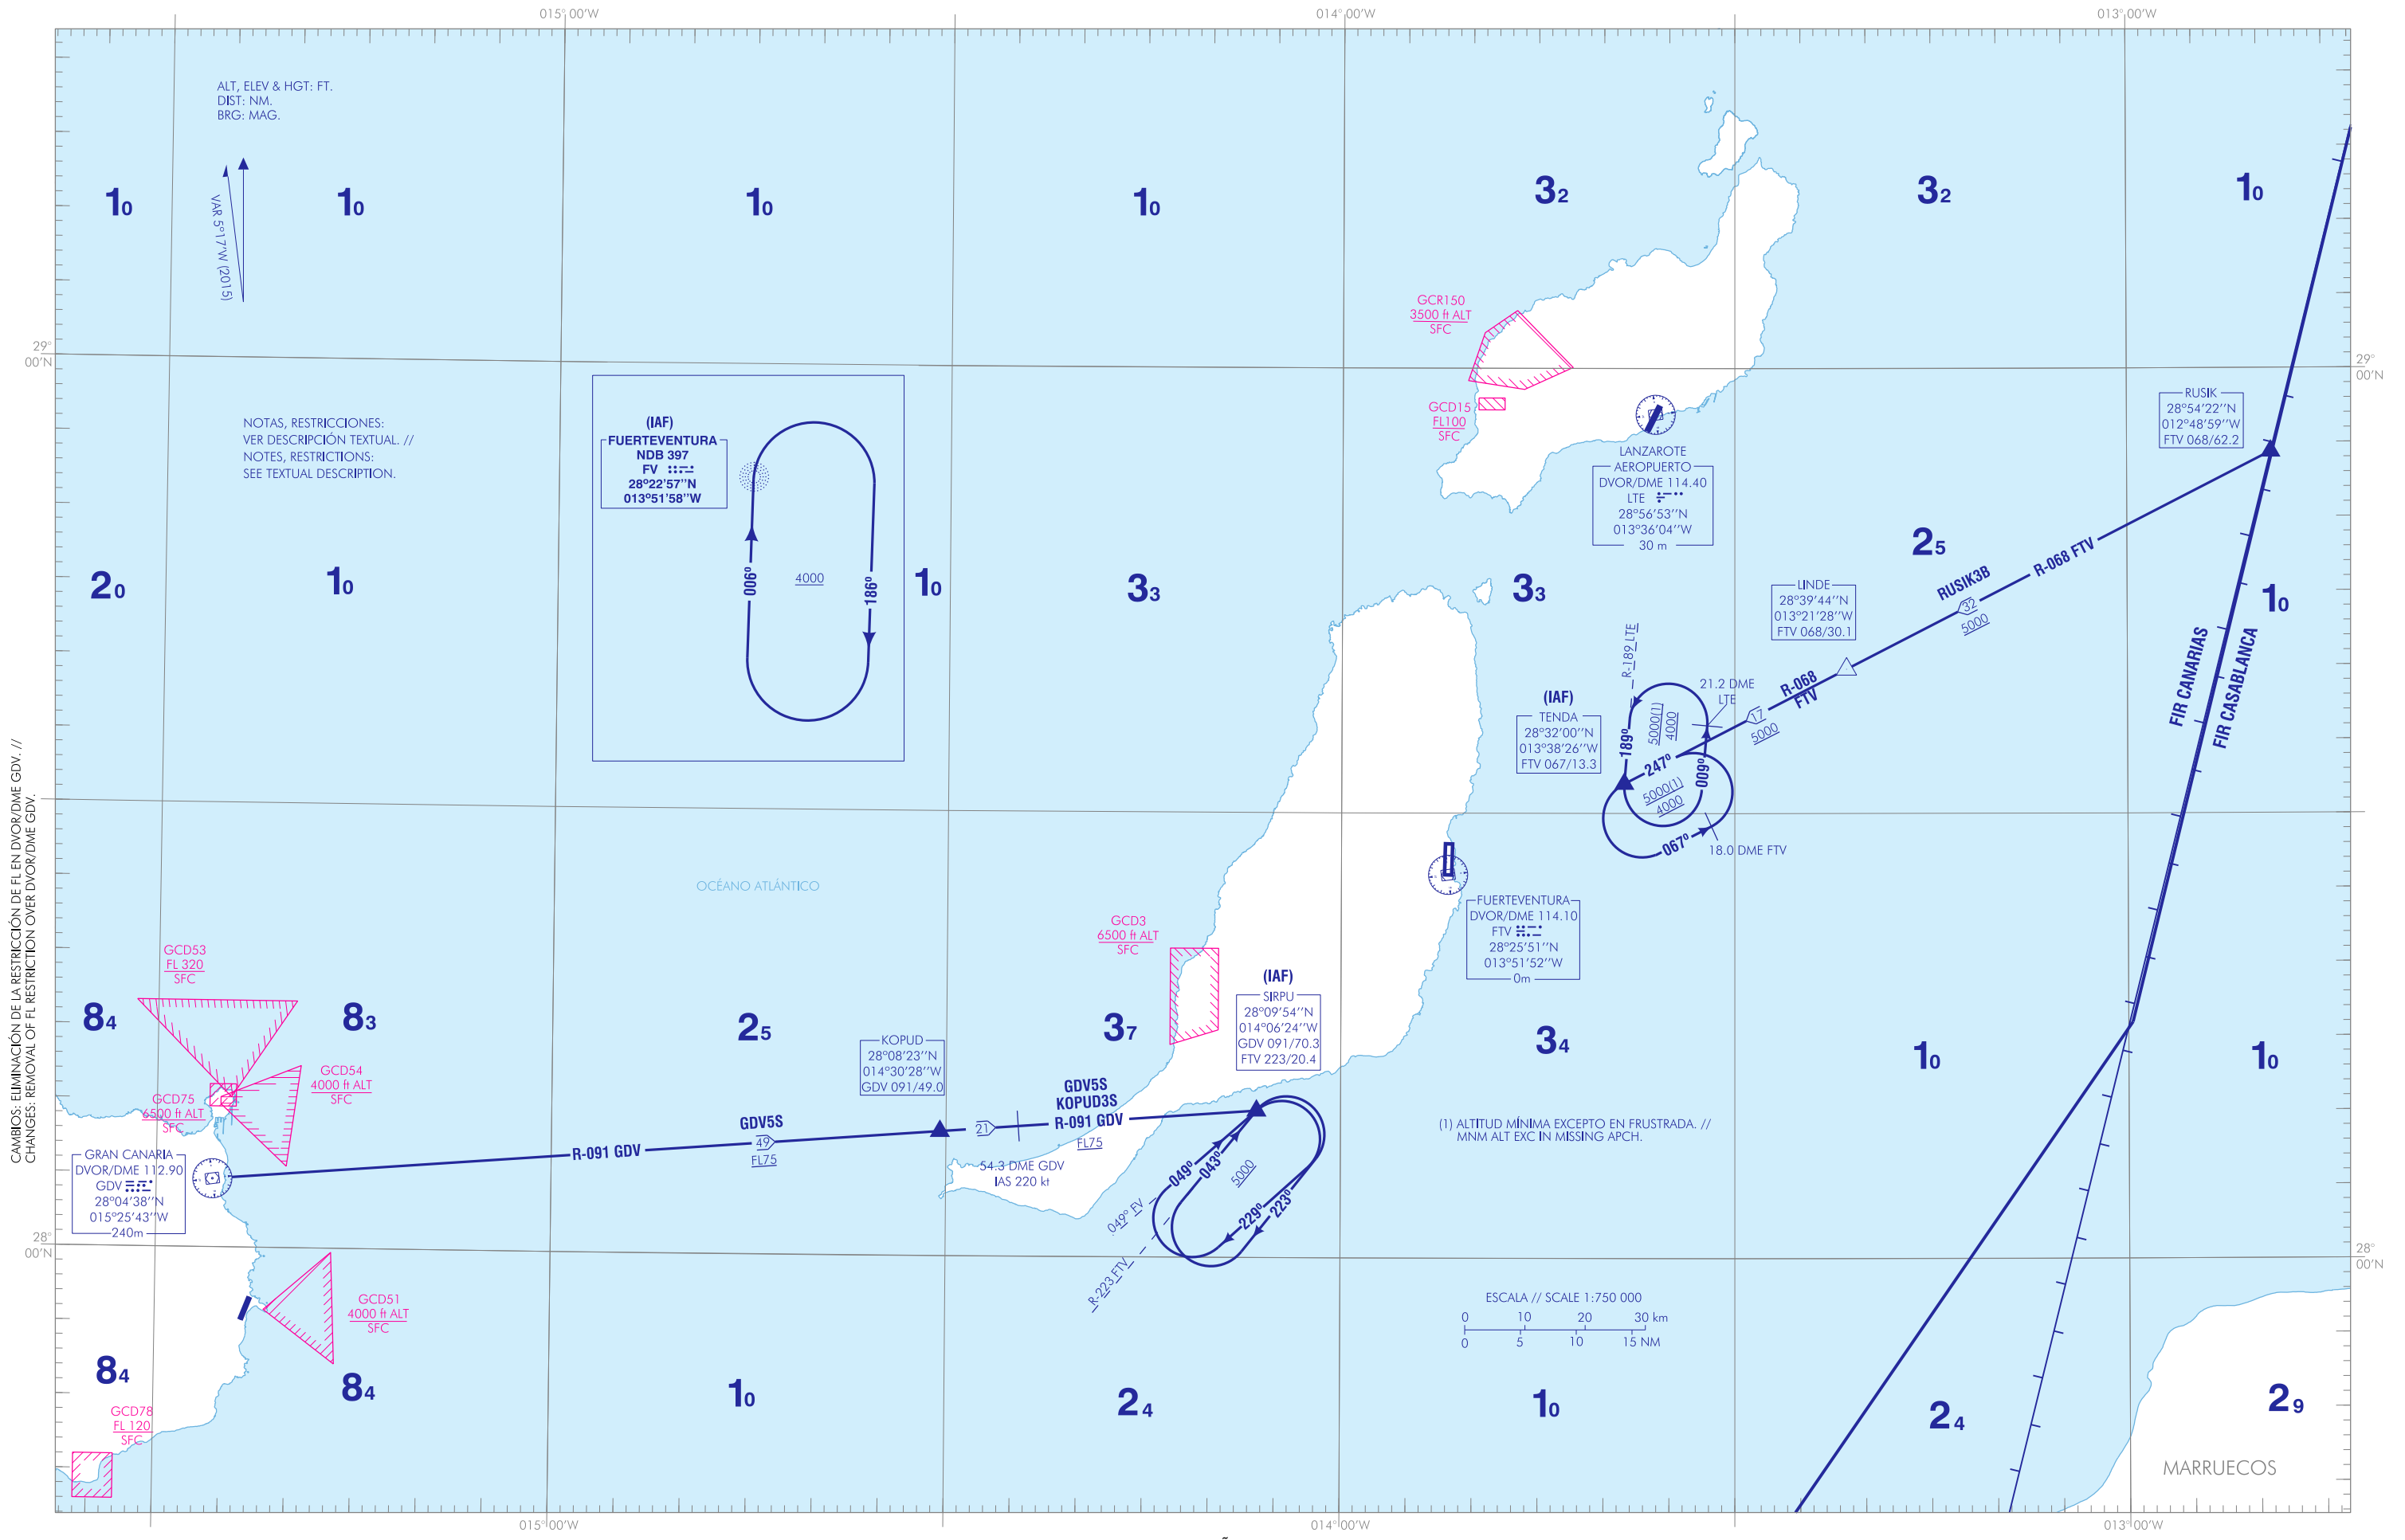 015° 00'W
014° 00'W
013° 00'W
ALT, ELEV & HGT: FT.
DIST: NM.
BRG: MAG.
VAR 5°17'W (2015)
10
10
10
10
32
32
10
GCR150
3500 ft ALT
SFC
29°
00'N
29°
00'N
NOTAS, RESTRICCIONES:
VER DESCRIPCIÓN TEXTUAL. //
NOTES, RESTRICTIONS:
SEE TEXTUAL DESCRIPTION.
(IAF)
FUERTEVENTURA
NDB 397
FV
28°22'57''N
013°51'58''W
006°
4000
186°
GCD15
FL100
SFC
LANZAROTE
AEROPUERTO
DVOR/DME 114.40
LTE
28°56'53''N
013°36'04''W
30 m
RUSIK
28°54'22''N
012°48'59''W
FTV 068/62.2
20
10
10
33
33
25
10
RUSIK3B
R-068 FTV
32
5000
LINDE
28°39'44''N
013°21'28''W
FTV 068/30.1
R-189 LTE
21.2 DME
LTE
R-068
FTV
17
5000
(IAF)
TENDA
28°32'00''N
013°38'26''W
FTV 067/13.3
5000(1)
4000
189°
247°
009°
5000(1)
4000
067°
18.0 DME FTV
FIR CANARIAS
FIR CASABLANCA
OCÉANO ATLÁNTICO
FUERTEVENTURA
DVOR/DME 114.10
FTV
28°25'51''N
013°51'52''W
0m
GCD3
6500 ft ALT
SFC
(IAF)
SIRPU
28°09'54''N
014°06'24''W
GDV 091/70.3
FTV 223/20.4
GCD53
FL 320
SFC
84
83
25
37
34
10
10
KOPUD
28°08'23''N
014°30'28''W
GDV 091/49.0
GCD54
4000 ft ALT
SFC
GCD75
6500 ft ALT
SFC
GDV5S
49
FL75
R-091 GDV
21
GDV5S
KOPUD3S
R-091 GDV
FL75
54.3 DME GDV
IAS 220 kt
(1) ALTITUD MÍNIMA EXCEPTO EN FRUSTRADA. //
MNM ALT EXC IN MISSING APCH.
GRAN CANARIA
DVOR/DME 112.90
GDV
28°04'38''N
015°25'43''W
240m
049°
043°
5000
229°
223°
049° FV
R-223 FTV
28°
00'N
28°
00'N
GCD51
4000 ft ALT
SFC
ESCALA // SCALE 1:750 000
0 10 20 30 km
0 5 10 15 NM
84
84
10
24
10
24
29
GCD78
FL 120
SFC
MARRUECOS
015° 00'W
014° 00'W
013° 00'W
CAMBIOS: ELIMINACIÓN DE LA RESTRICCIÓN DE FL EN DVOR/DME GDV. //
CHANGES: REMOVAL OF FL RESTRICTION OVER DVOR/DME GDV.